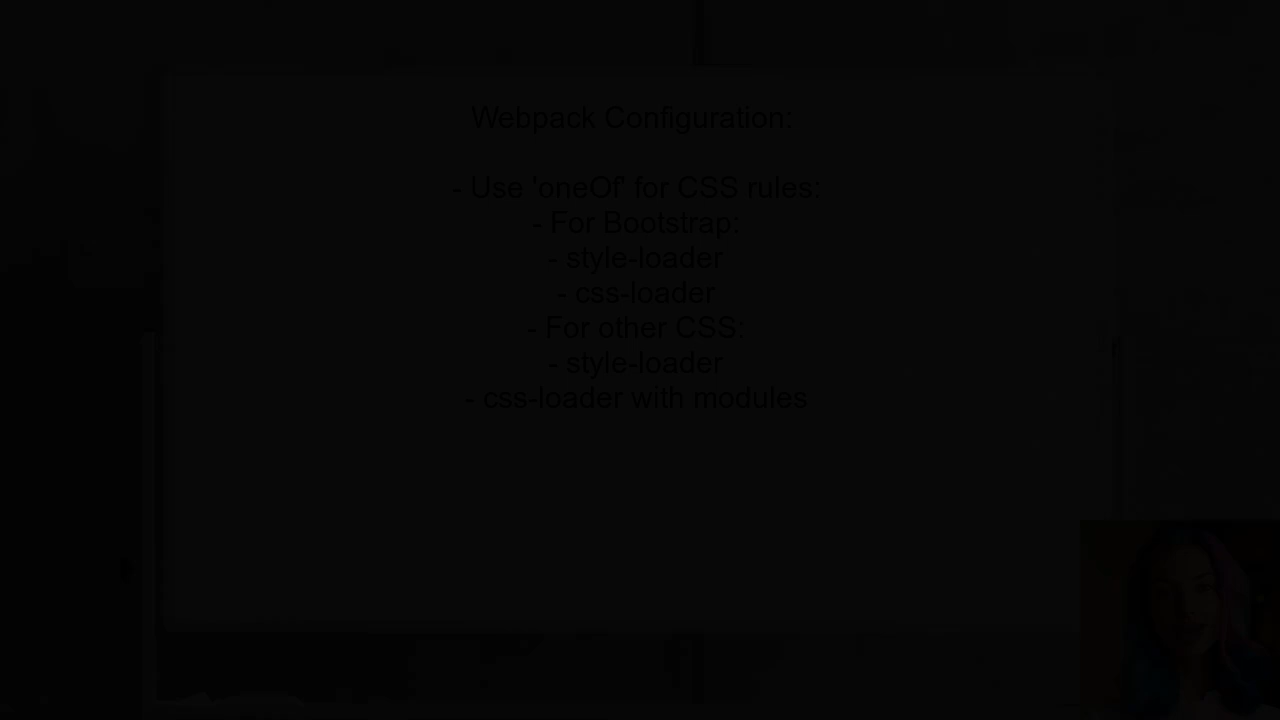 Webpack Configuration:
- Use 'oneOf' for CSS rules:
- For Bootstrap:
- style-loader
- css-loader
- For other CSS:
- style-loader
- css-loader with modules